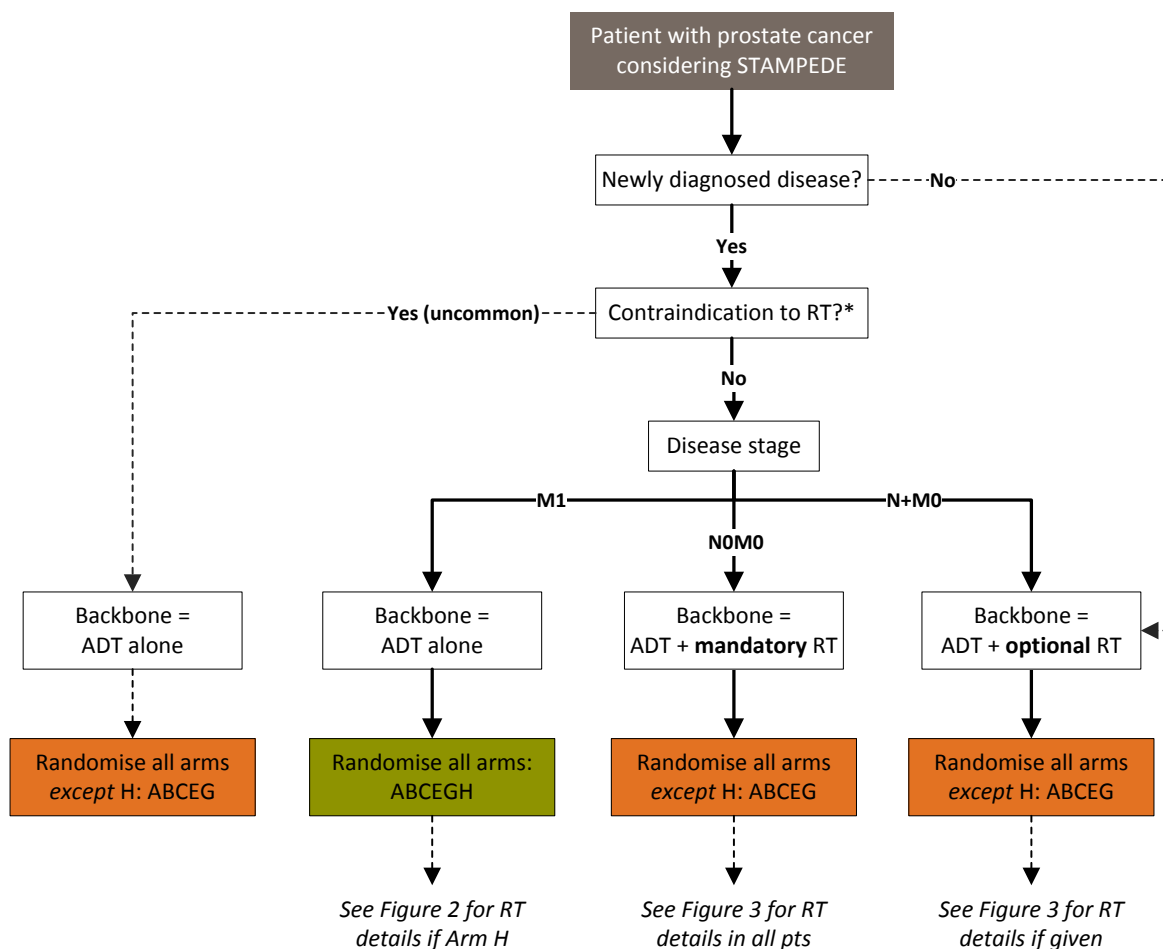 Patient with prostate cancer
considering STAMPEDE
Newly diagnosed disease?
No
Yes
Yes (uncommon)
Contraindication to RT?*
No
Disease stage
M1
N+M0
N0M0
Backbone =
ADT alone
Backbone =
ADT alone
Backbone =
ADT + mandatory RT
Backbone =
ADT + optional RT
Randomise all arms
except H: ABCEG
Randomise all arms:
ABCEGH
Randomise all arms
except H: ABCEG
Randomise all arms
except H: ABCEG
See Figure 2 for RT
details if Arm H
See Figure 3 for RT
details in all pts
See Figure 3 for RT
details if given